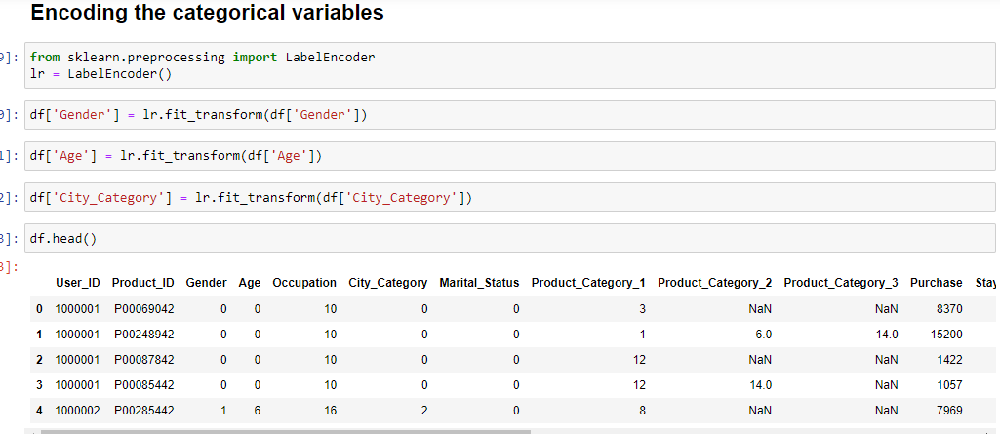 Encoding the categorical variables
9]: from sklearn.preprocessing import LabelEncoder
lr = LabelEncoder()
0]: df['Gender'] = lr.fit_transform(df['Gender'])
1]: df['Age'] = lr.fit_transform(df['Age'])
2]: df['City_Category'] = lr.fit_transform(df['City_Category'])
3]: df.head()
3]:
User_ID Product_ID Gender Age Occupation City_Category Marital_Status Product_Category_1 Product_Category_2 Product_Category_3 Purchase Stay
0 1000001 P00069042 0 0 10 0 0 3 NaN NaN 8370
1 1000001 P00248942 0 0 10 0 0 1 6.0 14.0 15200
2 1000001 P00087842 0 0 10 0 0 12 NaN NaN 1422
3 1000001 P00085442 0 0 10 0 0 12 14.0 NaN 1057
4 1000002 P00285442 1 6 16 2 0 8 NaN NaN 7969